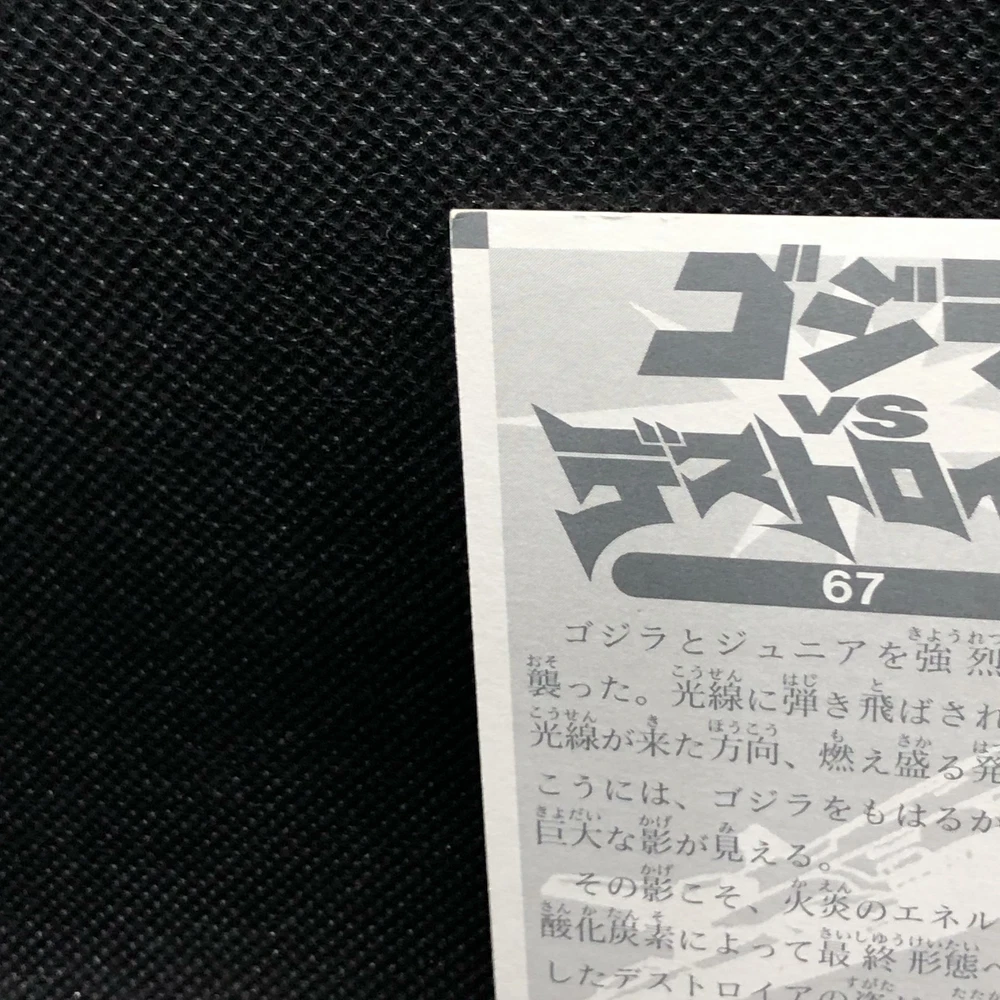 ゴジ
VS
デストロイ
67
ゴジラとジュニアを強烈
襲った。光線に弾き飛ばされ
光線が来た方向、燃え盛る発
こうには、ゴジラをもはるか
巨大な影が見える。
その影こそ、火炎のエネル
酸化炭素によって最終形態へ
したデストロイアの